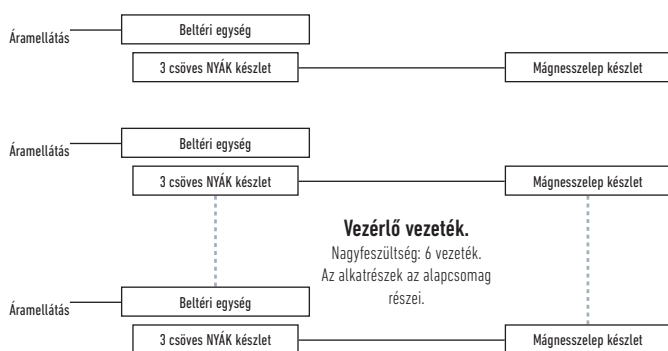 Beltéri egység
Áramellátás
3 csöves NYÁK készlet
Mágnesszelep készlet
Beltéri egység
Áramellátás
3 csöves NYÁK készlet
Mágnesszelep készlet
Vezérlő vezeték.
Nagyfeszültség: 6 vezeték.
Az alkatrészek az alapcsomag
részei.
Beltéri egység
Áramellátás
3 csöves NYÁK készlet
Mágnesszelep készlet